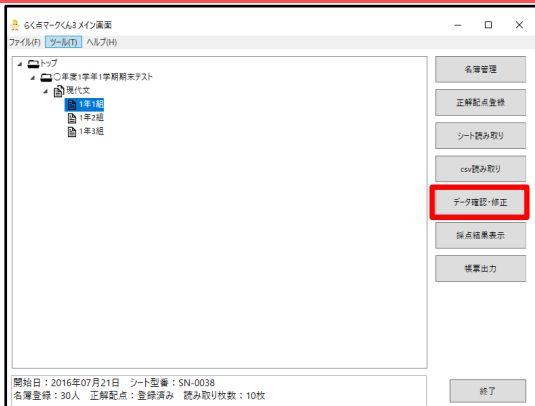 らく点マークくん3 メイン画面
ファイル(F) ツール(T) ヘルプ(H)
トップ
〇年度1学年1学期期末テスト
現代文
1年1組
1年2組
1年3組
名簿管理
正解配点登録
シート読み取り
csv読み取り
データ確認・修正
採点結果表示
帳票出力
開始日：2016年07月21日 シート型番：SN-0038
名簿登録：30人 正解配点：登録済み 読み取り枚数：10枚
終了